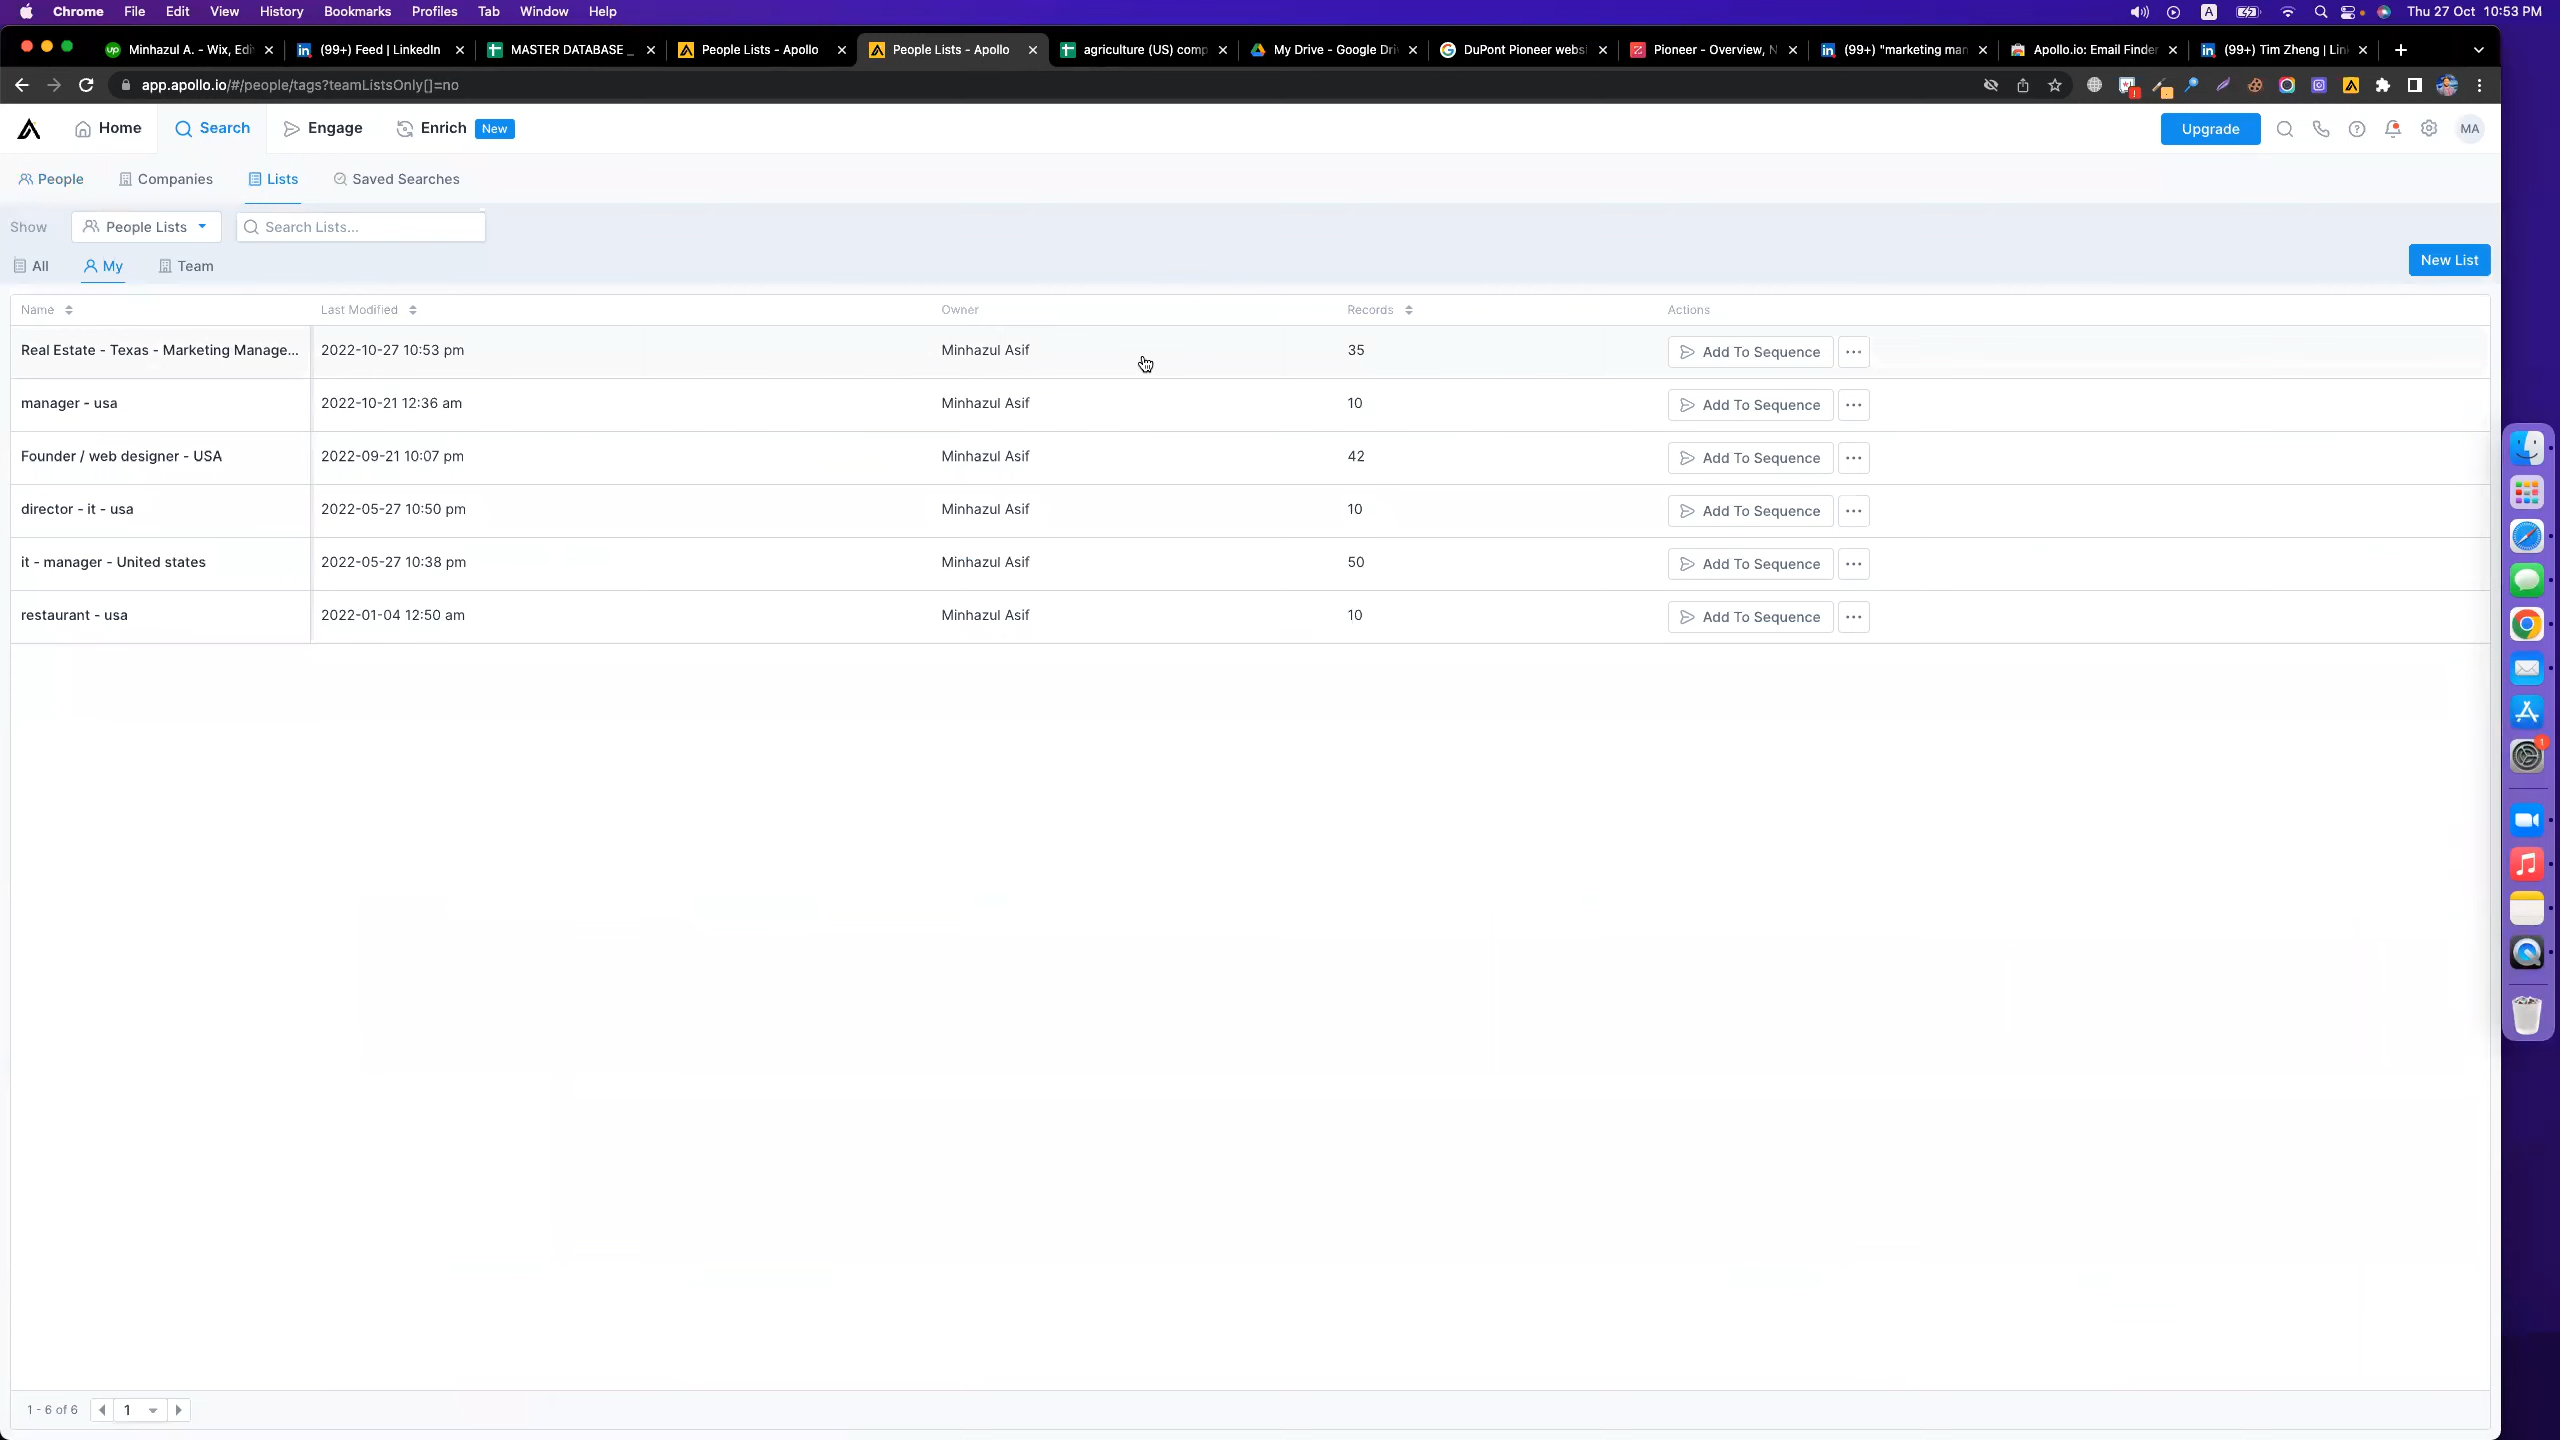 Chrome File Edit View History Bookmarks Profiles Tab Window Help A Thu 27 Oct 10:53 PM
Minhazul A. - Wix, Edi (99+) Feed | LinkedIn MASTER DATABASE _ People Lists - Apollo People Lists - Apollo agriculture (US) comp My Drive - Google Dri DuPont Pioneer websi Pioneer - Overview, N (99+) "marketing man Apollo.io: Email Finder (99+) Tim Zheng | Lin
app.apollo.io/#/people/tags?teamListsOnly[]=no
Home Search Engage Enrich New Upgrade MA
People Companies Lists Saved Searches
Show People Lists Search Lists...
All My Team New List
Name Last Modified Owner Records Actions
Real Estate - Texas - Marketing Manage... 2022-10-27 10:53 pm Minhazul Asif 35 Add To Sequence ...
manager - usa 2022-10-21 12:36 am Minhazul Asif 10 Add To Sequence ...
Founder / web designer - USA 2022-09-21 10:07 pm Minhazul Asif 42 Add To Sequence ...
director - it - usa 2022-05-27 10:50 pm Minhazul Asif 10 Add To Sequence ...
it - manager - United states 2022-05-27 10:38 pm Minhazul Asif 50 Add To Sequence ...
restaurant - usa 2022-01-04 12:50 am Minhazul Asif 10 Add To Sequence ...
1 - 6 of 6 1